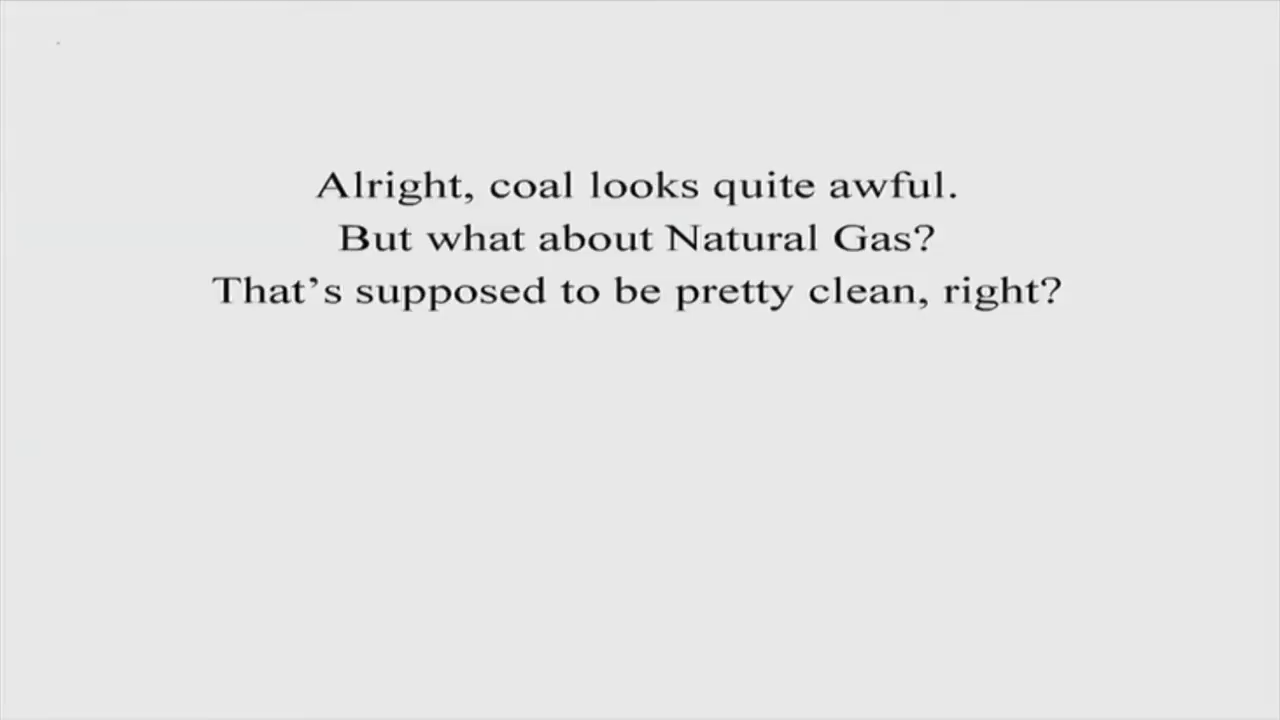 Alright, coal looks quite awful.
But what about Natural Gas?
That’s supposed to be pretty clean, right?